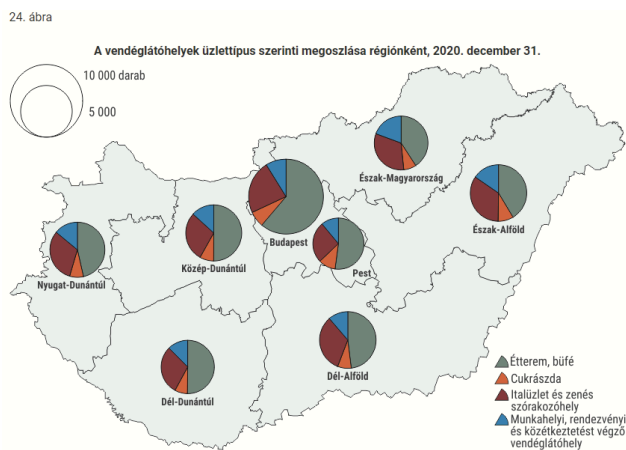 24. ábra
A vendéglátóhelyek üzlettípus szerinti megoszlása régiónként, 2020. december 31.
10 000 darab
5 000
Észak-Magyarország
Észak-Alföld
Budapest
Pest
Közép-Dunántúl
Nyugat-Dunántúl
Dél-Alföld
Dél-Dunántúl
Étterem, büfé
Cukrászda
Italüzlet és zenés
szórakozóhely
Munkahelyi, rendezvényi
és közétkeztetést végző
vendéglátóhely